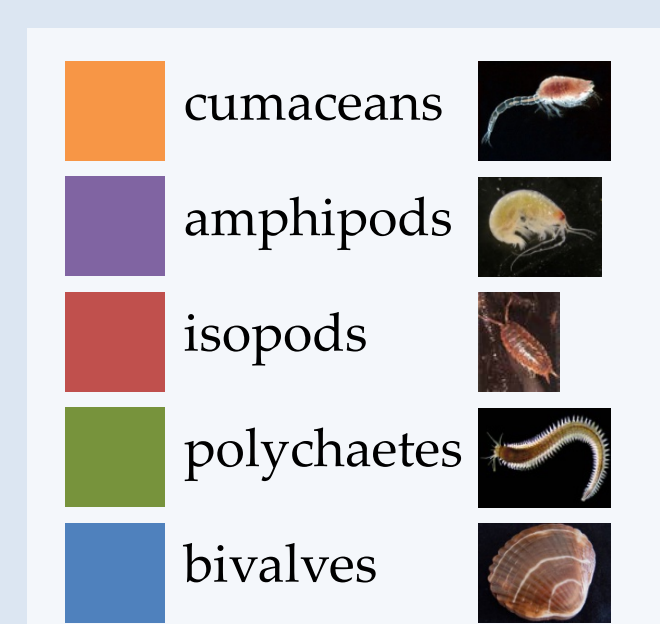 cumaceans
amphipods
isopods
polychaetes
bivalves